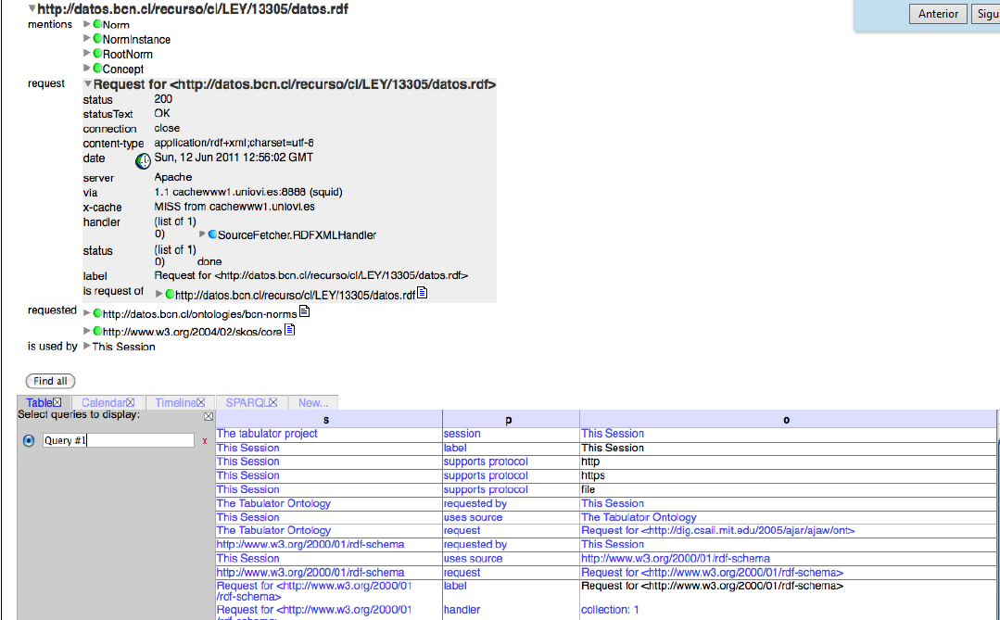 http://datos.bcn.cl/recurso/cl/LEY/13305/datos.rdf
Anterior Sigu
mentions Norm
NormInstance
RootNorm
Concept
request Request for <http://datos.bcn.cl/recurso/cl/LEY/13305/datos.rdf>
status 200
statusText OK
connection close
content-type application/rdf+xml;charset=utf-8
date Sun, 12 Jun 2011 12:56:02 GMT
server Apache
via 1.1 cachewww1.uniovi.es:8888 (squid)
x-cache MISS from cachewww1.uniovi.es
handler (list of 1)
0) SourceFetcher.RDFXMLHandler
status (list of 1)
0) done
label Request for <http://datos.bcn.cl/recurso/cl/LEY/13305/datos.rdf>
is request of http://datos.bcn.cl/recurso/cl/LEY/13305/datos.rdf
requested http://datos.bcn.cl/ontologies/bcn-norms
http://www.w3.org/2004/02/skos/core
is used by This Session
Find all
Table Calendar Timeline SPARQL New...
Select queries to display:
Query #1 x
s p o
The tabulator project session This Session
This Session label This Session
This Session supports protocol http
This Session supports protocol https
This Session supports protocol file
The Tabulator Ontology requested by This Session
This Session uses source The Tabulator Ontology
The Tabulator Ontology request Request for <http://dig.csail.mit.edu/2005/ajar/ajaw/ont>
http://www.w3.org/2000/01/rdf-schema requested by This Session
This Session uses source http://www.w3.org/2000/01/rdf-schema
http://www.w3.org/2000/01/rdf-schema request Request for <http://www.w3.org/2000/01/rdf-schema>
Request for <http://www.w3.org/2000/01 label Request for <http://www.w3.org/2000/01/rdf-schema>
/rdf-schema>
Request for <http://www.w3.org/2000/01 handler collection: 1
/rdf-schema>